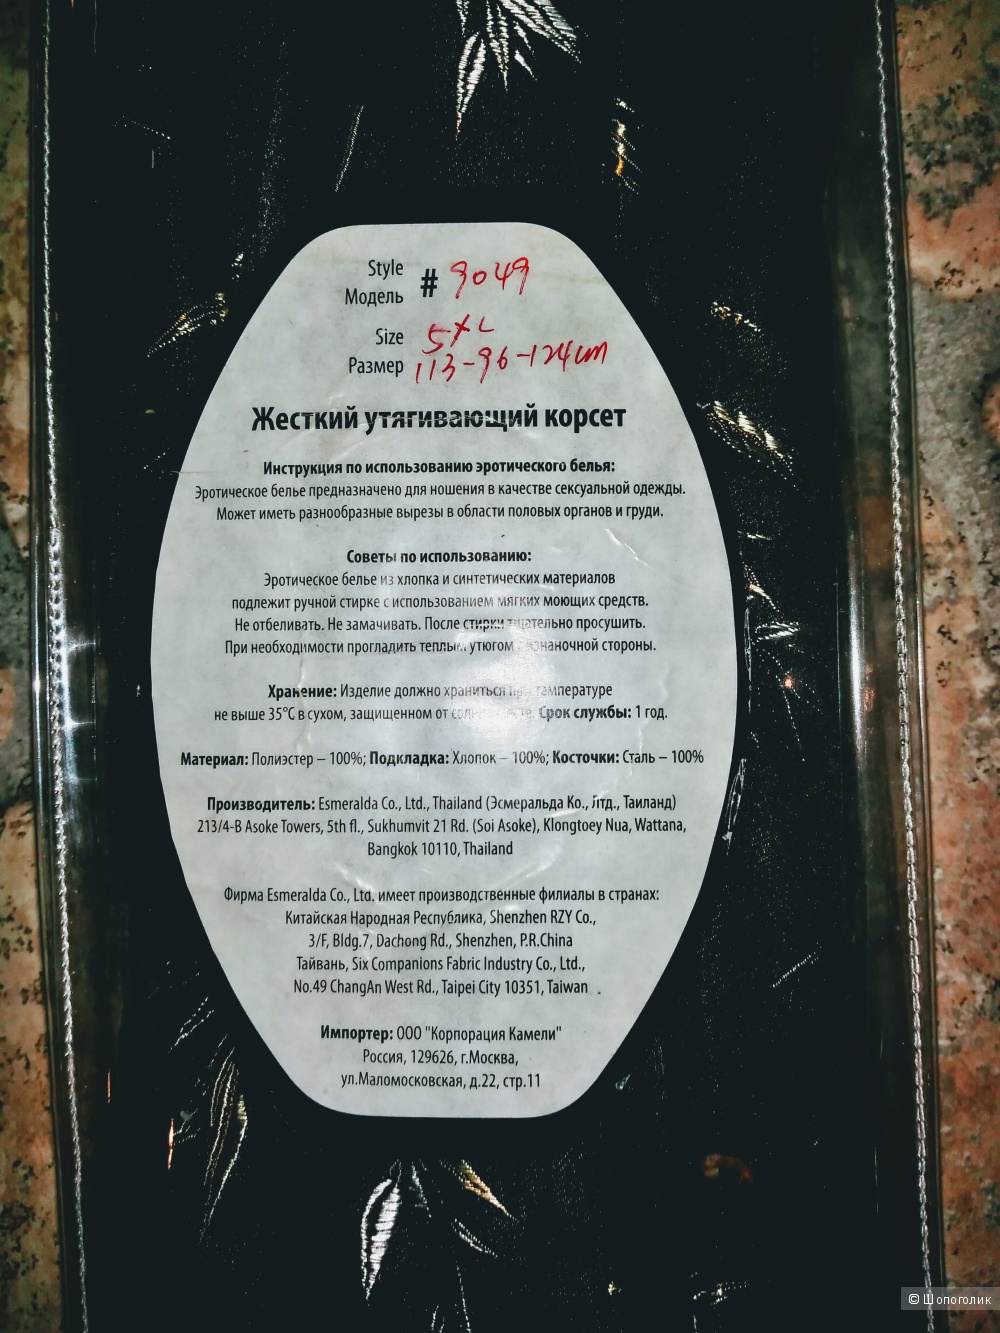 Style
Модель
# 9049
Size
Размер
5XL
113-96-124cm
Жесткий утягивающий корсет
Инструкция по использованию эротического белья:
Эротическое белье предназначено для ношения в качестве сексуальной одежды.
Может иметь разнообразные вырезы в области половых органов и груди.
Советы по использованию:
Эротическое белье из хлопка и синтетических материалов
подлежит ручной стирке с использованием мягких моющих средств.
Не отбеливать. Не замачивать. После стирки тщательно просушить.
При необходимости прогладить теплым утюгом изнаночной стороны.
Хранение: Изделие должно храниться при температуре
не выше 35°С в сухом, защищенном от Срок службы: 1 год.
Материал: Полиэстер – 100%; Подкладка: Хлопок – 100%; Косточки: Сталь – 100%
Производитель: Esmeralda Co., Ltd., Thailand (Эсмеральда Ко., Лтд., Таиланд)
213/4-B Asoke Towers, 5th fl., Sukhumvit 21 Rd. (Soi Asoke), Klongtoey Nua, Wattana,
Bangkok 10110, Thailand
Фирма Esmeralda Co., Ltd. имеет производственные филиалы в странах:
Китайская Народная Республика, Shenzhen RZY Co.,
3/F, Bldg.7, Dachong Rd., Shenzhen, P.R.China
Тайвань, Six Companions Fabric Industry Co., Ltd.,
No.49 ChangAn West Rd., Taipei City 10351, Taiwan .
Импортер: ООО "Корпорация Камели"
Россия, 129626, г.Москва,
ул.Маломосковская, д.22, стр.11
© Шопоголик